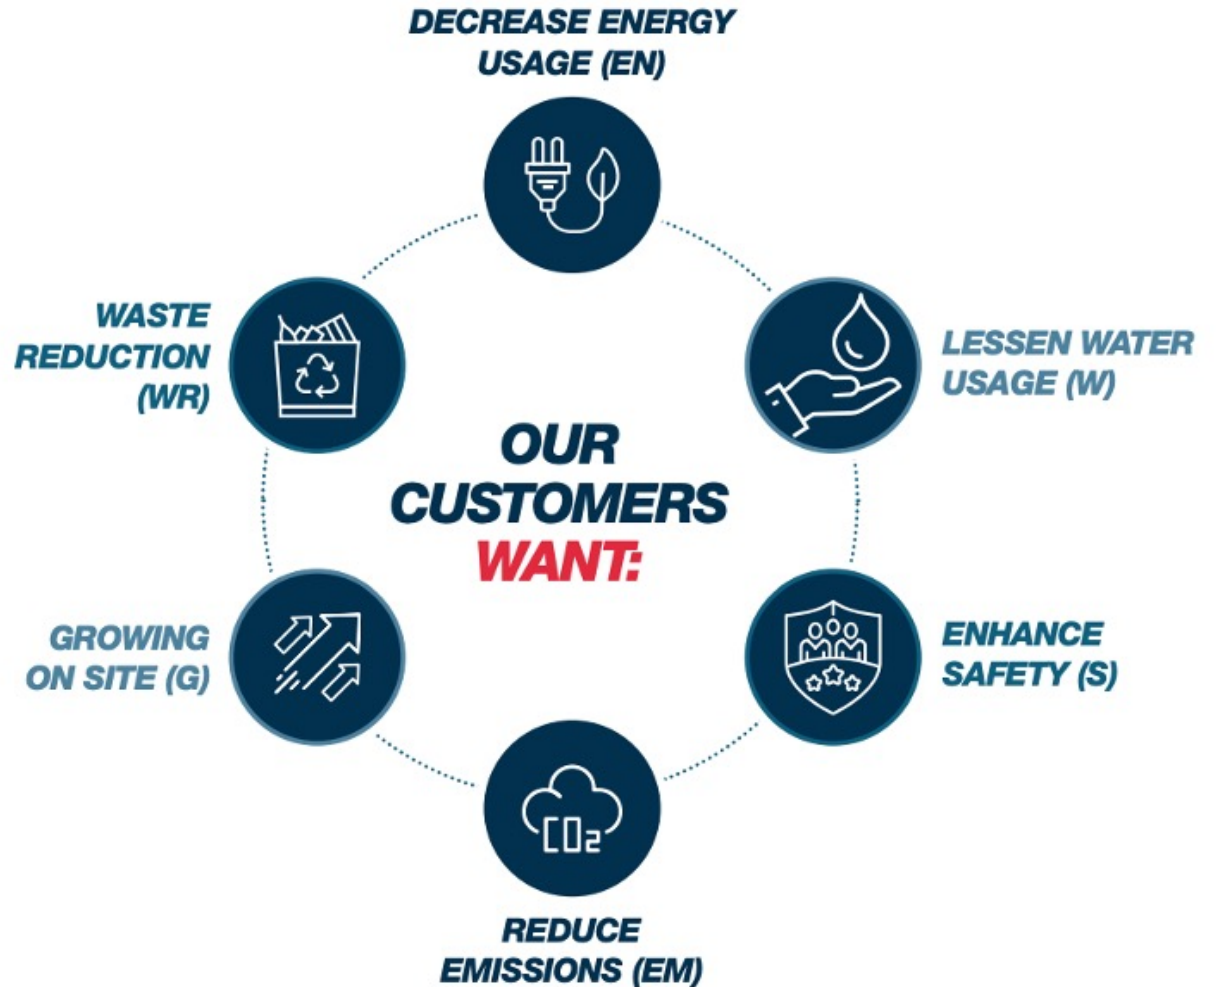 DECREASE ENERGY
USAGE (EN)
LESSEN WATER
USAGE (W)
ENHANCE
SAFETY (S)
REDUCE
EMISSIONS (EM)
GROWING
ON SITE (G)
WASTE
REDUCTION
(WR)
OUR
CUSTOMERS
WANT:
CO2